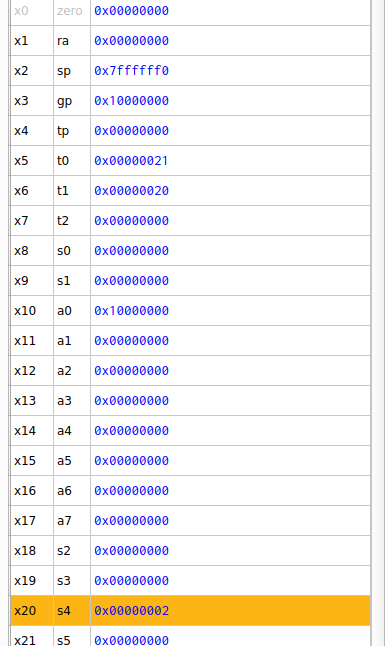 x0 zero 0x00000000
x1 ra 0x00000000
x2 sp 0x7ffffff0
x3 gp 0x10000000
x4 tp 0x00000000
x5 t0 0x00000021
x6 t1 0x00000020
x7 t2 0x00000000
x8 s0 0x00000000
x9 s1 0x00000000
x10 a0 0x10000000
x11 a1 0x00000000
x12 a2 0x00000000
x13 a3 0x00000000
x14 a4 0x00000000
x15 a5 0x00000000
x16 a6 0x00000000
x17 a7 0x00000000
x18 s2 0x00000000
x19 s3 0x00000000
x20 s4 0x00000002
x21 s5 0x00000000